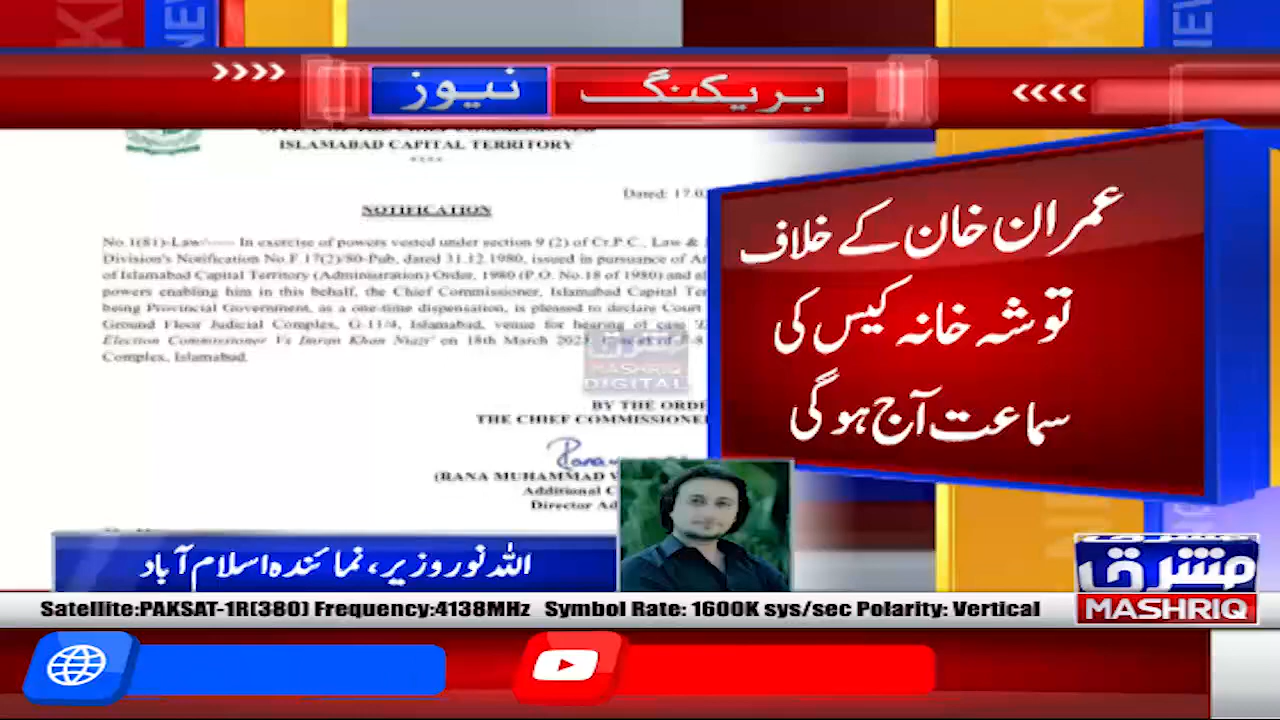 بریکنگ نیوز
ISLAMABAD CAPITAL TERRITORY
Dated: 17.0
NOTIFICATION
No.1(81)-Law/----- In exercise of powers vested under section 9 (2) of Cr.P.C., Law &
Division's Notification No.F.17(2)/80-Pub, dated 31.12.1980, issued in pursuance of
of Islamabad Capital Territory (Administration) Order, 1980 (P.O. No.18 of 1980) and
powers enabling him in this behalf, the Chief Commissioner, Islamabad Capital
being Provincial Government, as a one-time dispensation, is pleased to declare Court
Ground Floor Judicial Complex, G-11/4, Islamabad, venue for hearing of case
Election Commissioner Vs Imran Khan Niazi' on 18th March
Complex, Islamabad.
BY THE
THE CHIEF COMMISSIONER
(RANA MUHAMMAD
Additional
Director
عمران خان کے خلاف
توشہ خانہ کیس کی
سماعت آج ہوگی
مشرق
MASHRIQ
DIGITAL
اللہ نور وزیر، نمائندہ اسلام آباد
مشرق
MASHRIQ
Satellite:PAKSAT-1R(380) Frequency:4138MHz Symbol Rate: 1600K sys/sec Polarity: Vertical